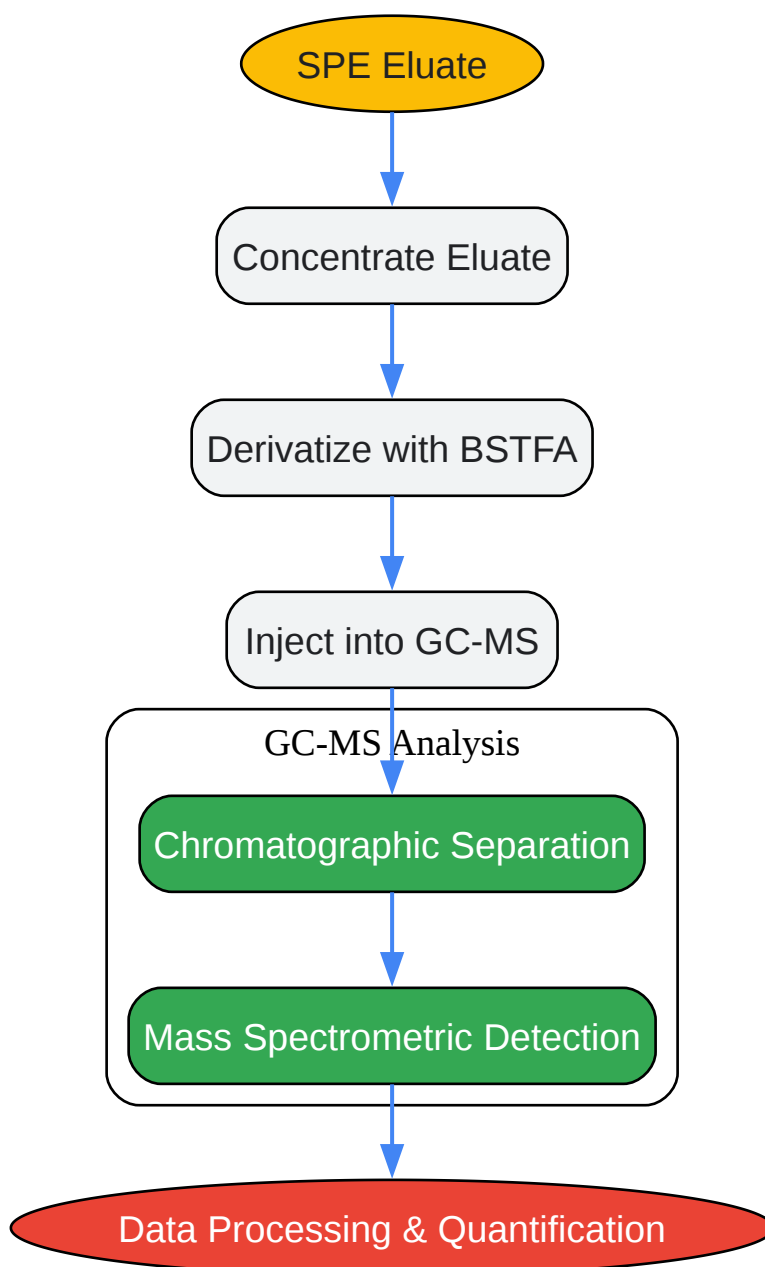 SPE Eluate
Concentrate Eluate
Derivatize with BSTFA
Inject into GC-MS
GC-MS Analysis
Chromatographic Separation
Mass Spectrometric Detection
Data Processing & Quantification